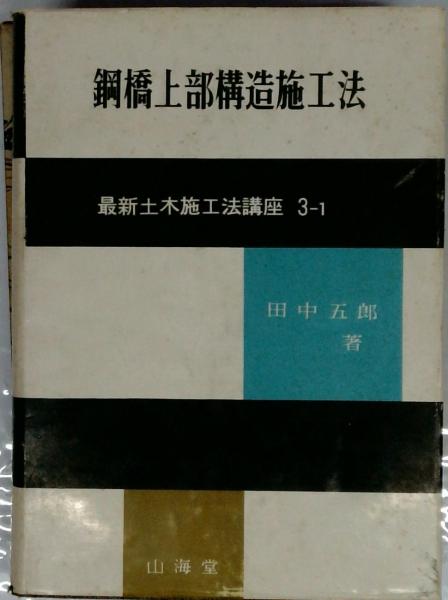 鋼橋上部構造施工法
最新土木施工法講座 3-1
田中五郎
著
山海堂